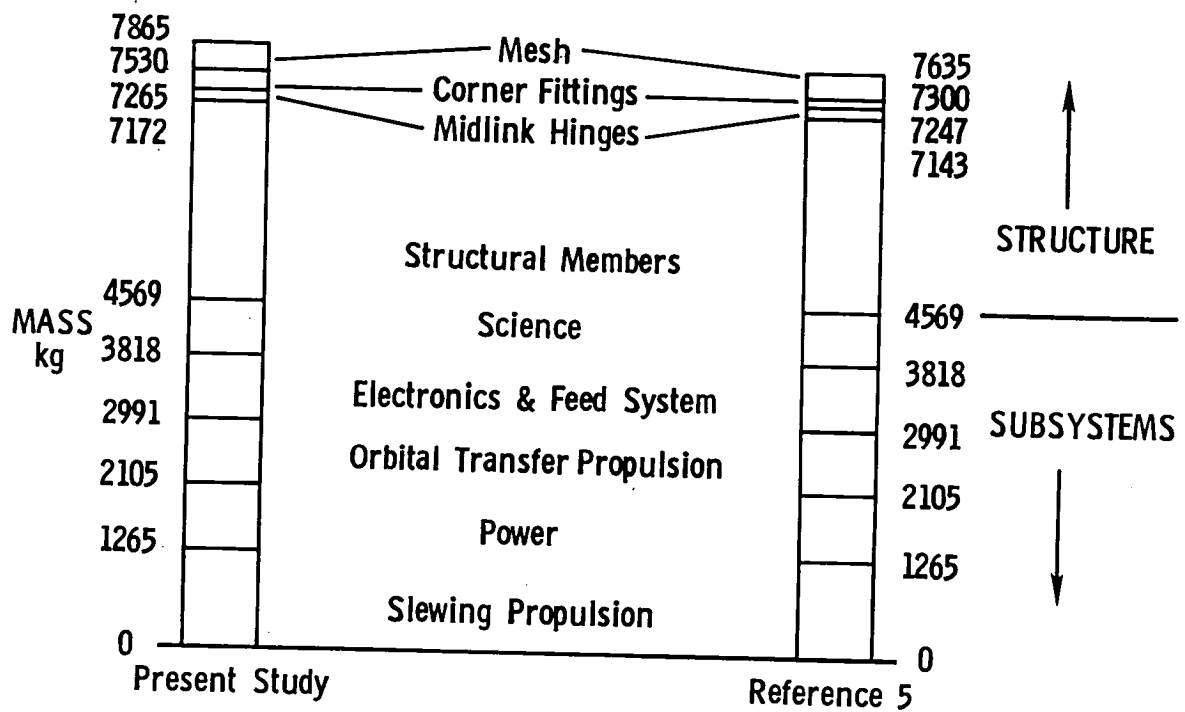 7865
7530
7265
7172
4569
MASS
kg
3818
2991
2105
1265
0
Present Study
Mesh
Corner Fittings
Midlink Hinges
Structural Members
Science
Electronics & Feed System
Orbital Transfer Propulsion
Power
Slewing Propulsion
7635
7300
7247
7143
4569
3818
2991
2105
1265
0
Reference 5
STRUCTURE
SUBSYSTEMS